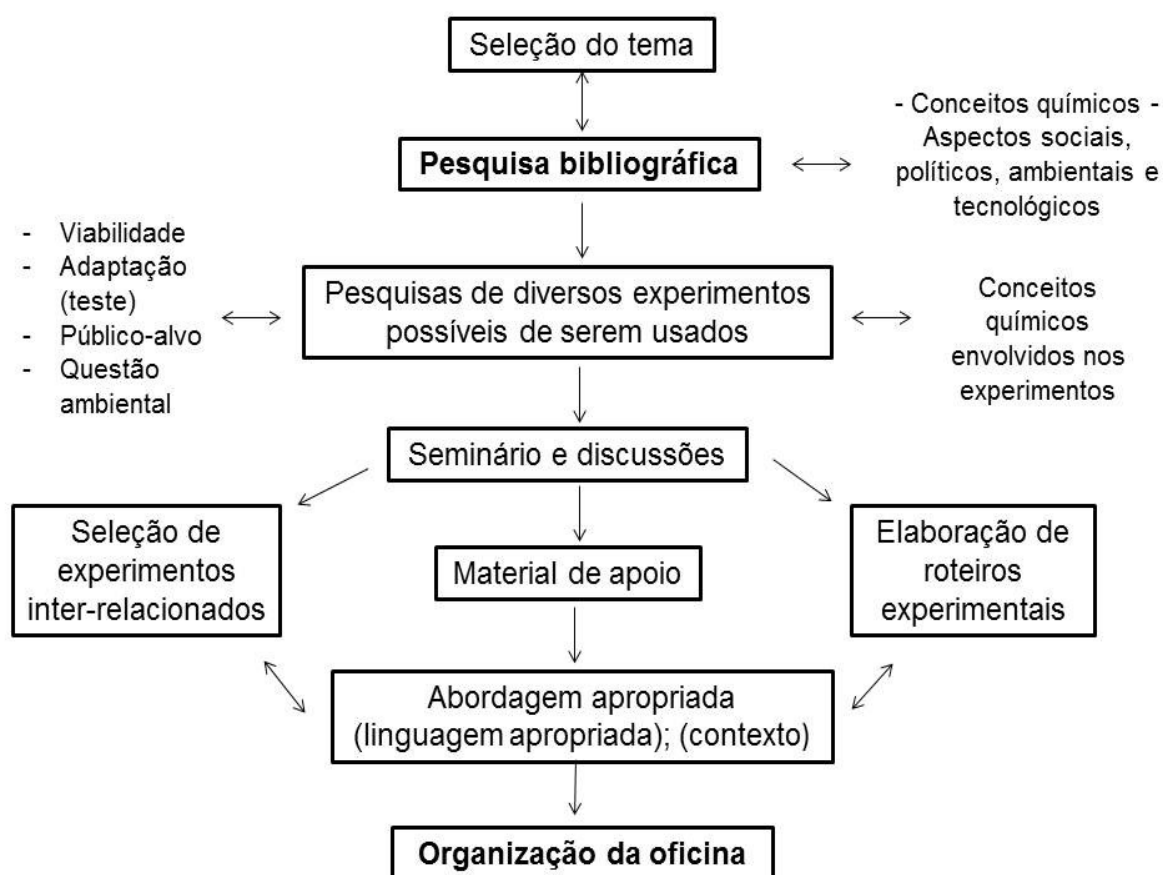 Seleção do tema
Pesquisa bibliográfica
- Conceitos químicos -
Aspectos sociais,
políticos, ambientais e
tecnológicos
- Viabilidade
- Adaptação
(teste)
- Público-alvo
- Questão
ambiental
Pesquisas de diversos experimentos
possíveis de serem usados
Conceitos
químicos
envolvidos nos
experimentos
Seminário e discussões
Seleção de
experimentos
inter-relacionados
Material de apoio
Elaboração de
roteiros
experimentais
Abordagem apropriada
(linguagem apropriada); (contexto)
Organização da oficina